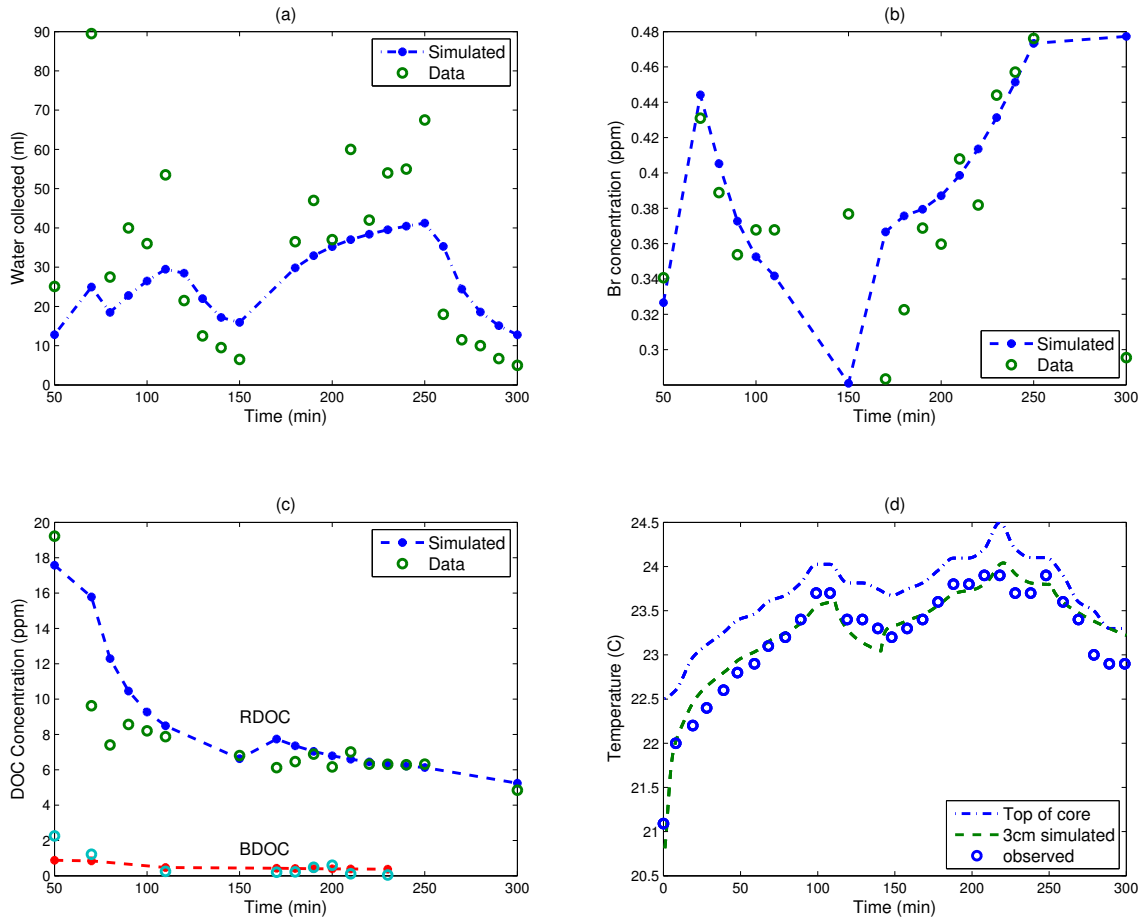 (a)
90
80
70
60
50
40
30
20
10
0
Water collected (ml)
Simulated
Data
50 100 150 200 250 300
Time (min)
(b)
0.48
0.46
0.44
0.42
0.4
0.38
0.36
0.34
0.32
0.3
Br concentration (ppm)
Simulated
Data
50 100 150 200 250 300
Time (min)
(c)
20
18
16
14
12
10
8
6
4
2
0
DOC Concentration (ppm)
Simulated
Data
RDOC
BDOC
50 100 150 200 250 300
Time (min)
(d)
24.5
24
23.5
23
22.5
22
21.5
21
20.5
Temperature (C)
Top of core
3cm simulated
observed
0 50 100 150 200 250 300
Time (min)